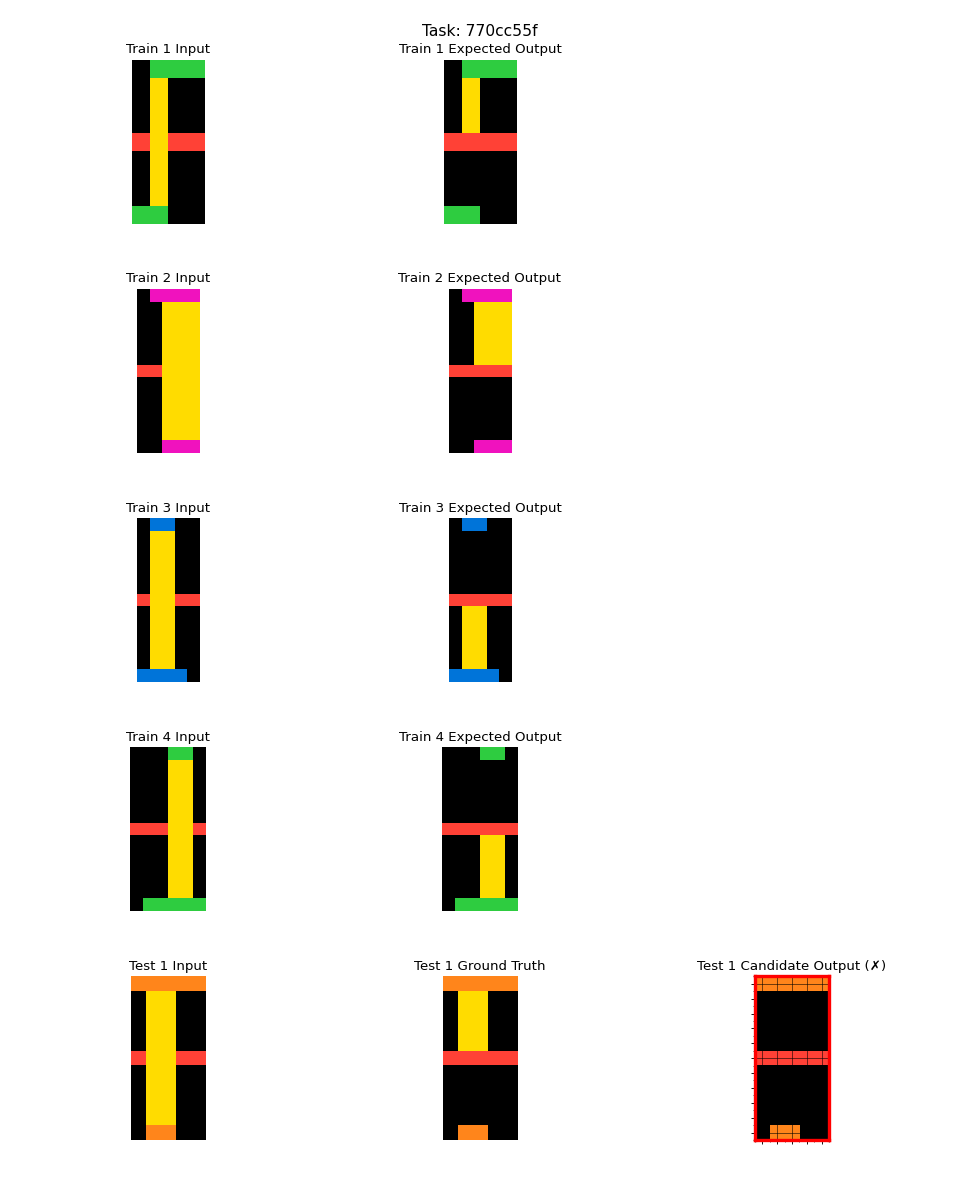 Task: 770cc55f
Train 1 Input
Train 1 Expected Output
Train 2 Input
Train 2 Expected Output
Train 3 Input
Train 3 Expected Output
Train 4 Input
Train 4 Expected Output
Test 1 Input
Test 1 Ground Truth
Test 1 Candidate Output (✗)